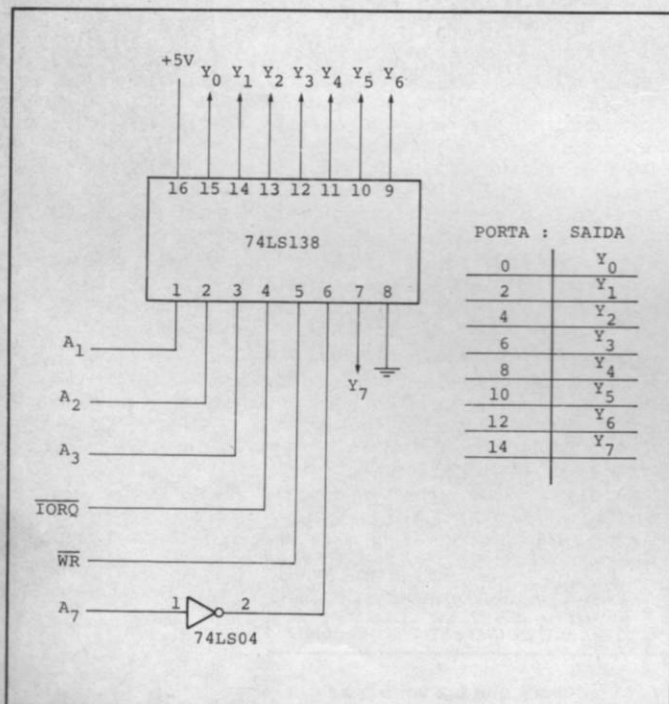 +5V Y0 Y1 Y2 Y3 Y4 Y5 Y6
16 15 14 13 12 11 10 9
74LS138
1 2 3 4 5 6 7 8
A1
A2
A3
IORQ
WR
A7
1 2
74LS04
Y7
PORTA : SAIDA
0 Y0
2 Y1
4 Y2
6 Y3
8 Y4
10 Y5
12 Y6
14 Y7